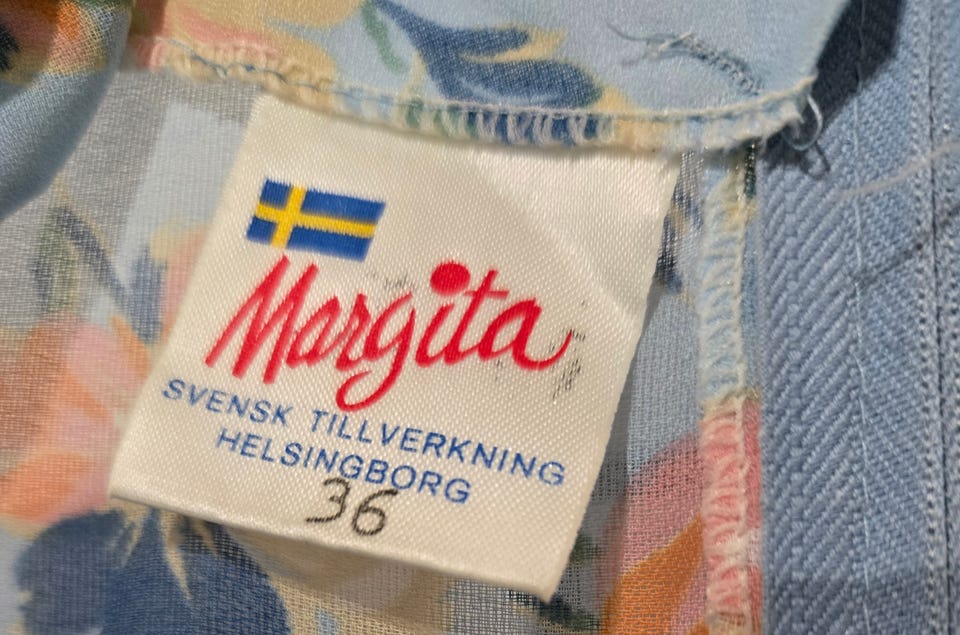 Margita
SVENSK TILLVERKNING
HELSINGBORG
36